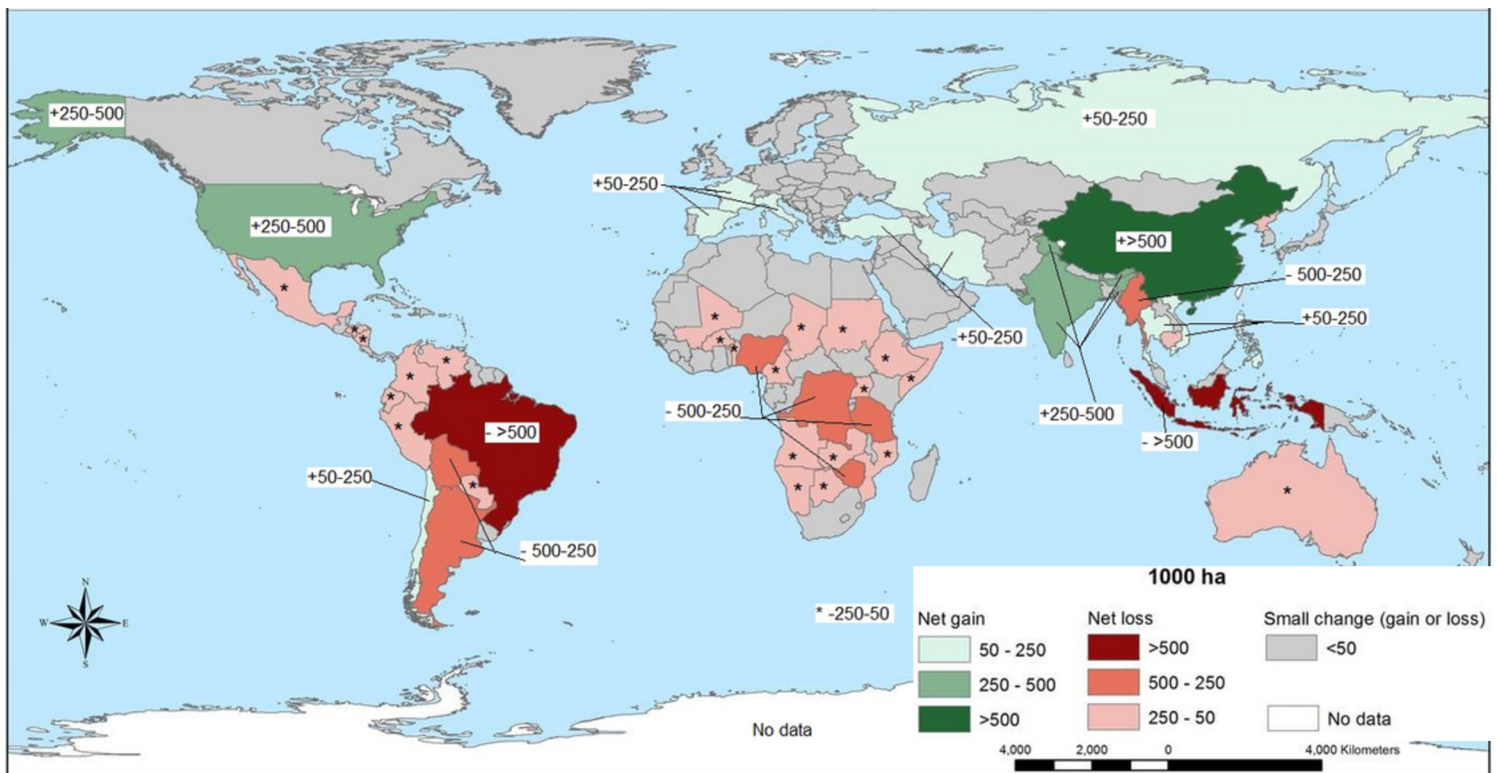 +250-500
+50-250
+50-250
+250-500
+>500
- 500-250
+50-250
+50-250
- 500-250
+250-500
- >500
- >500
+50-250
- 500-250
* -250-50
No data
1000 ha
Net gain
Net loss
Small change (gain or loss)
50 - 250
>500
<50
250 - 500
500 - 250
>500
250 - 50
No data
4,000
2,000
0
4,000 Kilometers
N
W
E
S